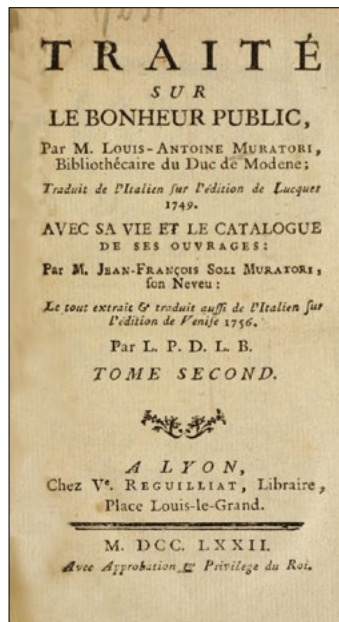 TRAITÉ
SUR
LE BONHEUR PUBLIC,
Par M. LOUIS-ANTOINE MURATORI,
Bibliothécaire du Duc de Modene;
Traduit de l'Italien sur l'édition de Lucques
1749.
AVEC SA VIE ET LE CATALOGUE
DE SES OUVRAGES:
Par M. JEAN-FRANÇOIS SOLI MURATORI,
son Neveu:
Le tout extrait & traduit aussi de l'Italien sur
l'édition de Venise 1756.
Par L. P. D. L. B.
TOME SECOND.
A LYON,
Chez Ve. REGUILLIAT, Libraire,
Place Louis-le-Grand.
M. DCC. LXXII.
Avec Approbation & Privilege du Roi.